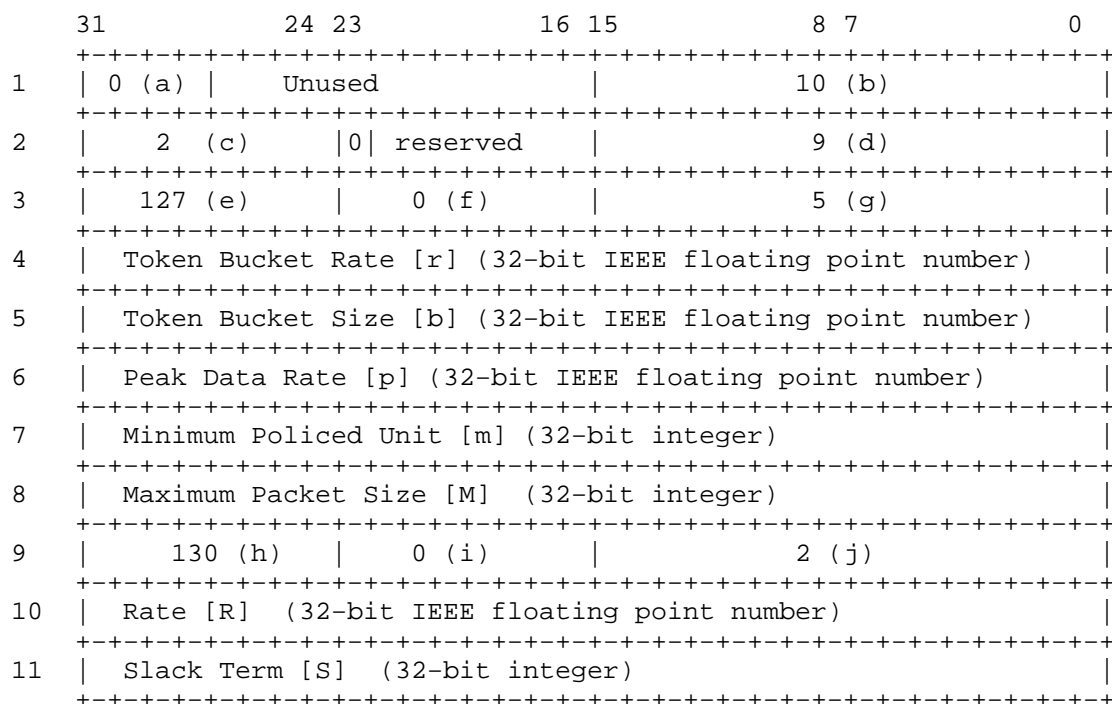 31 24 23 16 15 8 7 0
+-+-+-+-+-+-+-+-+-+-+-+-+-+-+-+-+-+-+-+-+-+-+-+-+-+-+-+-+-+-+-+-+
1 | 0 (a) | Unused | 10 (b) |
+-+-+-+-+-+-+-+-+-+-+-+-+-+-+-+-+-+-+-+-+-+-+-+-+-+-+-+-+-+-+-+-+
2 | 2 (c) |0| reserved | 9 (d) |
+-+-+-+-+-+-+-+-+-+-+-+-+-+-+-+-+-+-+-+-+-+-+-+-+-+-+-+-+-+-+-+-+
3 | 127 (e) | 0 (f) | 5 (g) |
+-+-+-+-+-+-+-+-+-+-+-+-+-+-+-+-+-+-+-+-+-+-+-+-+-+-+-+-+-+-+-+-+
4 | Token Bucket Rate [r] (32-bit IEEE floating point number) |
+-+-+-+-+-+-+-+-+-+-+-+-+-+-+-+-+-+-+-+-+-+-+-+-+-+-+-+-+-+-+-+-+
5 | Token Bucket Size [b] (32-bit IEEE floating point number) |
+-+-+-+-+-+-+-+-+-+-+-+-+-+-+-+-+-+-+-+-+-+-+-+-+-+-+-+-+-+-+-+-+
6 | Peak Data Rate [p] (32-bit IEEE floating point number) |
+-+-+-+-+-+-+-+-+-+-+-+-+-+-+-+-+-+-+-+-+-+-+-+-+-+-+-+-+-+-+-+-+
7 | Minimum Policed Unit [m] (32-bit integer) |
+-+-+-+-+-+-+-+-+-+-+-+-+-+-+-+-+-+-+-+-+-+-+-+-+-+-+-+-+-+-+-+-+
8 | Maximum Packet Size [M] (32-bit integer) |
+-+-+-+-+-+-+-+-+-+-+-+-+-+-+-+-+-+-+-+-+-+-+-+-+-+-+-+-+-+-+-+-+
9 | 130 (h) | 0 (i) | 2 (j) |
+-+-+-+-+-+-+-+-+-+-+-+-+-+-+-+-+-+-+-+-+-+-+-+-+-+-+-+-+-+-+-+-+
10 | Rate [R] (32-bit IEEE floating point number) |
+-+-+-+-+-+-+-+-+-+-+-+-+-+-+-+-+-+-+-+-+-+-+-+-+-+-+-+-+-+-+-+-+
11 | Slack Term [S] (32-bit integer) |
+-+-+-+-+-+-+-+-+-+-+-+-+-+-+-+-+-+-+-+-+-+-+-+-+-+-+-+-+-+-+-+-+